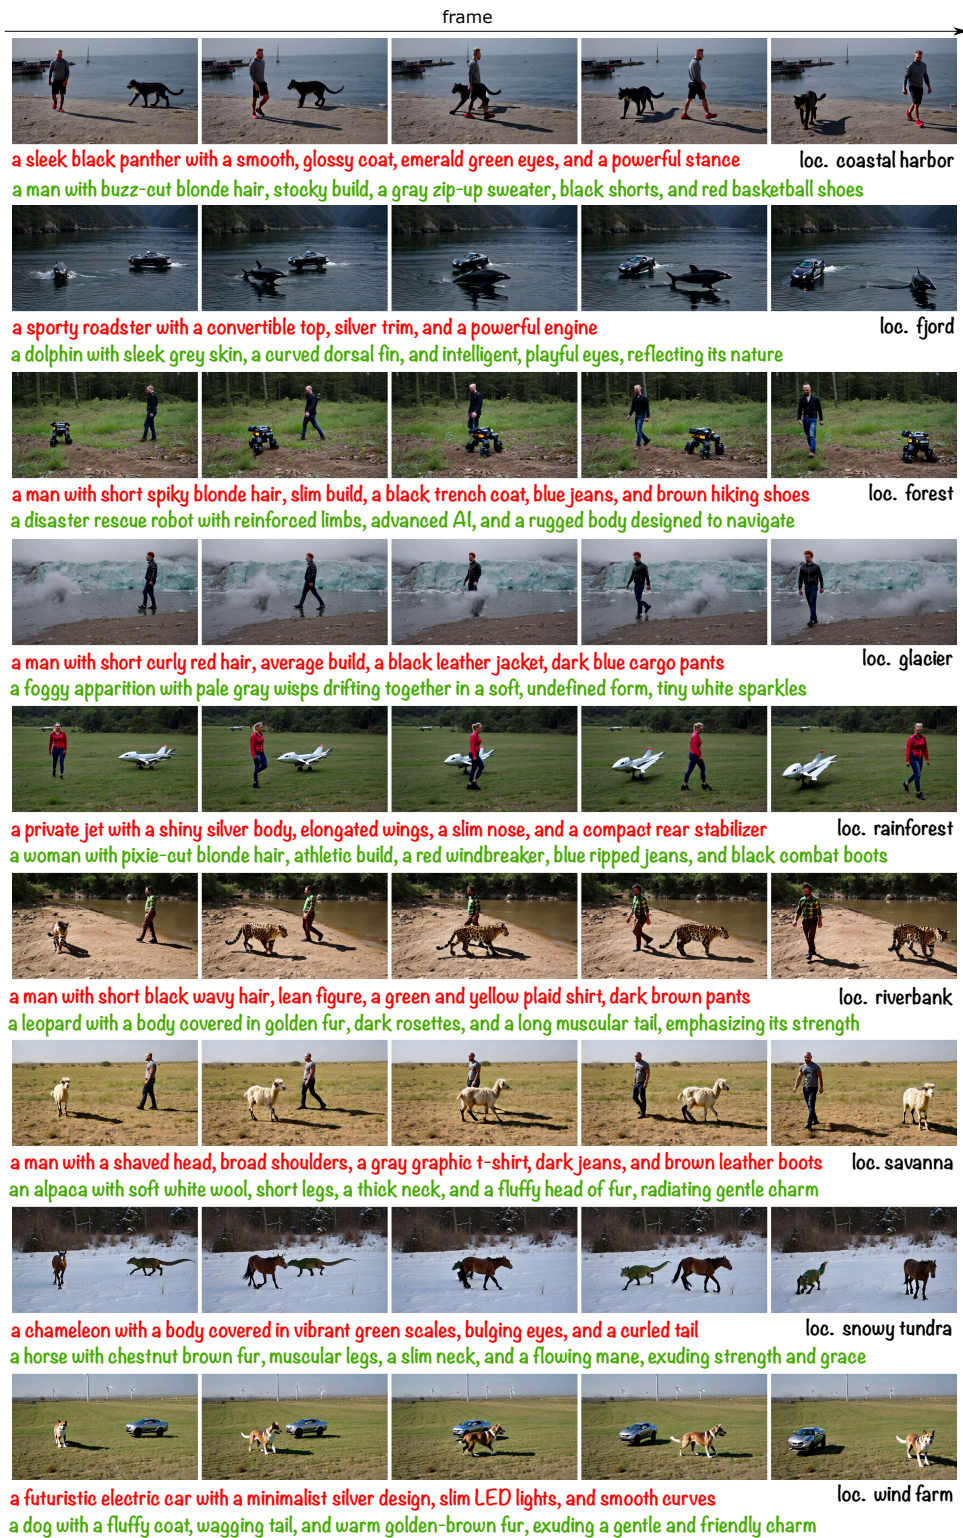 frame
a sleek black panther with a smooth, glossy coat, emerald green eyes, and a powerful stance loc. coastal harbor
a man with buzz-cut blonde hair, stocky build, a gray zip-up sweater, black shorts, and red basketball shoes
a sporty roadster with a convertible top, silver trim, and a powerful engine loc. fjord
a dolphin with sleek grey skin, a curved dorsal fin, and intelligent, playful eyes, reflecting its nature
a man with short spiky blonde hair, slim build, a black trench coat, blue jeans, and brown hiking shoes loc. forest
a disaster rescue robot with reinforced limbs, advanced AI, and a rugged body designed to navigate
a man with short curly red hair, average build, a black leather jacket, dark blue cargo pants loc. glacier
a foggy apparition with pale gray wisps drifting together in a soft, undefined form, tiny white sparkles
a private jet with a shiny silver body, elongated wings, a slim nose, and a compact rear stabilizer loc. rainforest
a woman with pixie-cut blonde hair, athletic build, a red windbreaker, blue ripped jeans, and black combat boots
a man with short black wavy hair, lean figure, a green and yellow plaid shirt, dark brown pants loc. riverbank
a leopard with a body covered in golden fur, dark rosettes, and a long muscular tail, emphasizing its strength
a man with a shaved head, broad shoulders, a gray graphic t-shirt, dark jeans, and brown leather boots loc. savanna
an alpaca with soft white wool, short legs, a thick neck, and a fluffy head of fur, radiating gentle charm
a chameleon with a body covered in vibrant green scales, bulging eyes, and a curled tail loc. snowy tundra
a horse with chestnut brown fur, muscular legs, a slim neck, and a flowing mane, exuding strength and grace
a futuristic electric car with a minimalist silver design, slim LED lights, and smooth curves loc. wind farm
a dog with a fluffy coat, wagging tail, and warm golden-brown fur, exuding a gentle and friendly charm